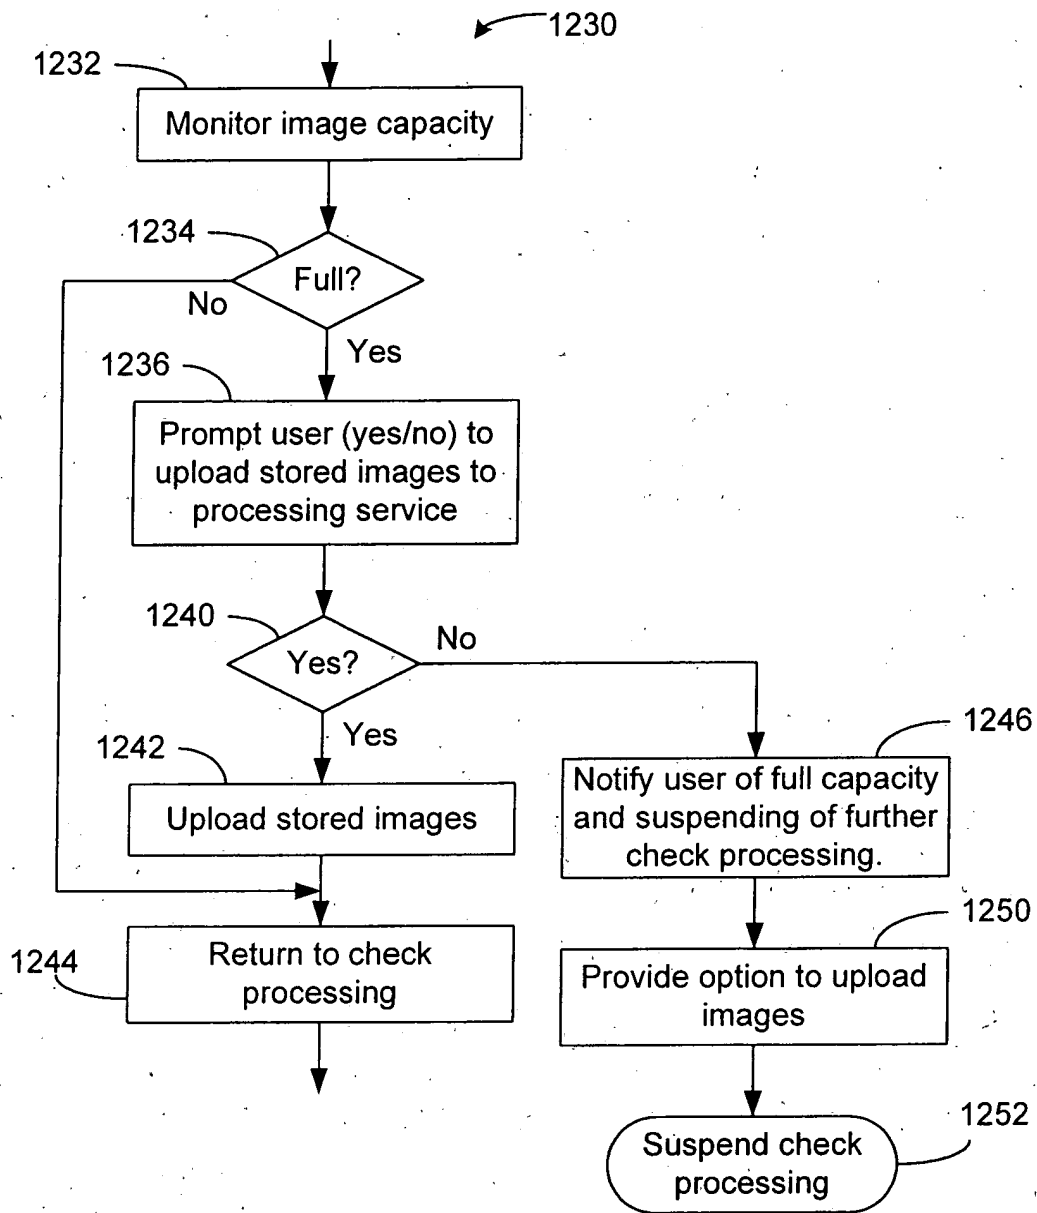 1230
1232
Monitor image capacity
1234
Full?
No
Yes
1236
Prompt user (yes/no) to
upload stored images to
processing service
1240
Yes?
No
Yes
1242
Upload stored images
1246
Notify user of full capacity
and suspending of further
check processing.
1244
Return to check
processing
1250
Provide option to upload
images
1252
Suspend check
processing